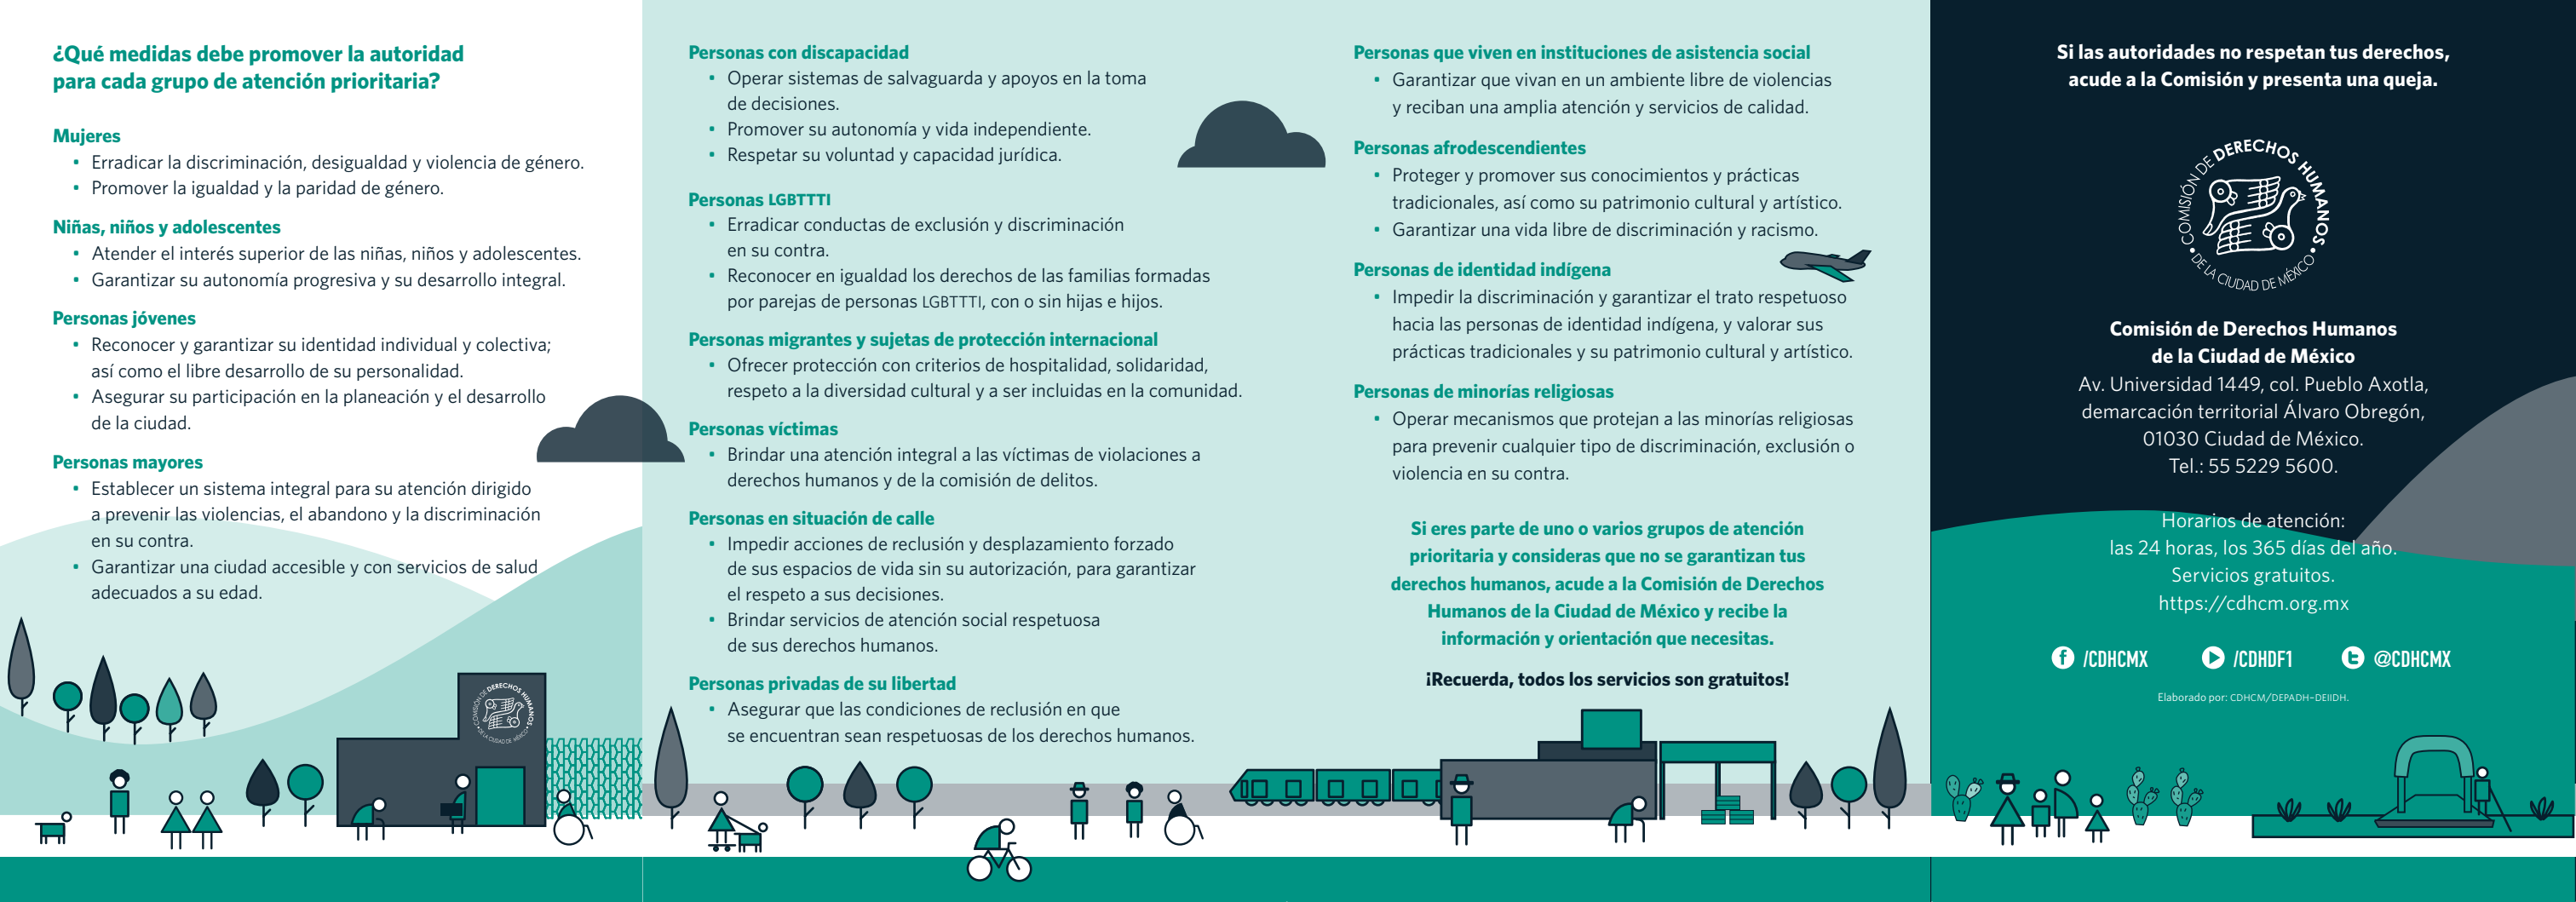 ¿Qué medidas debe promover la autoridad
para cada grupo de atención prioritaria?
Mujeres
• Erradicar la discriminación, desigualdad y violencia de género.
• Promover la igualdad y la paridad de género.
Niñas, niños y adolescentes
• Atender el interés superior de las niñas, niños y adolescentes.
• Garantizar su autonomía progresiva y su desarrollo integral.
Personas jóvenes
• Reconocer y garantizar su identidad individual y colectiva;
así como el libre desarrollo de su personalidad.
• Asegurar su participación en la planeación y el desarrollo
de la ciudad.
Personas mayores
• Establecer un sistema integral para su atención dirigido
a prevenir las violencias, el abandono y la discriminación
en su contra.
• Garantizar una ciudad accesible y con servicios de salud
adecuados a su edad.
COMISIÓN DE DERECHOS HUMANOS
• DE LA CIUDAD DE MÉXICO •
Personas con discapacidad
• Operar sistemas de salvaguarda y apoyos en la toma
de decisiones.
• Promover su autonomía y vida independiente.
• Respetar su voluntad y capacidad jurídica.
Personas LGBTTTI
• Erradicar conductas de exclusión y discriminación
en su contra.
• Reconocer en igualdad los derechos de las familias formadas
por parejas de personas LGBTTTI, con o sin hijas e hijos.
Personas migrantes y sujetas de protección internacional
• Ofrecer protección con criterios de hospitalidad, solidaridad,
respeto a la diversidad cultural y a ser incluidas en la comunidad.
Personas víctimas
• Brindar una atención integral a las víctimas de violaciones a
derechos humanos y de la comisión de delitos.
Personas en situación de calle
• Impedir acciones de reclusión y desplazamiento forzado
de sus espacios de vida sin su autorización, para garantizar
el respeto a sus decisiones.
• Brindar servicios de atención social respetuosa
de sus derechos humanos.
Personas privadas de su libertad
• Asegurar que las condiciones de reclusión en que
se encuentran sean respetuosas de los derechos humanos.
Personas que viven en instituciones de asistencia social
• Garantizar que vivan en un ambiente libre de violencias
y reciban una amplia atención y servicios de calidad.
Personas afrodescendientes
• Proteger y promover sus conocimientos y prácticas
tradicionales, así como su patrimonio cultural y artístico.
• Garantizar una vida libre de discriminación y racismo.
Personas de identidad indígena
• Impedir la discriminación y garantizar el trato respetuoso
hacia las personas de identidad indígena, y valorar sus
prácticas tradicionales y su patrimonio cultural y artístico.
Personas de minorías religiosas
• Operar mecanismos que protejan a las minorías religiosas
para prevenir cualquier tipo de discriminación, exclusión o
violencia en su contra.
Si eres parte de uno o varios grupos de atención
prioritaria y consideras que no se garantizan tus
derechos humanos, acude a la Comisión de Derechos
Humanos de la Ciudad de México y recibe la
información y orientación que necesitas.
¡Recuerda, todos los servicios son gratuitos!
Si las autoridades no respetan tus derechos,
acude a la Comisión y presenta una queja.
COMISIÓN DE DERECHOS HUMANOS
• DE LA CIUDAD DE MÉXICO •
Comisión de Derechos Humanos
de la Ciudad de México
Av. Universidad 1449, col. Pueblo Axotla,
demarcación territorial Álvaro Obregón,
01030 Ciudad de México.
Tel.: 55 5229 5600.
Horarios de atención:
las 24 horas, los 365 días del año.
Servicios gratuitos.
https://cdhcm.org.mx
/CDHCMX /CDHDF1 @CDHCMX
Elaborado por: CDHCM/DEPADH-DEIIDH.